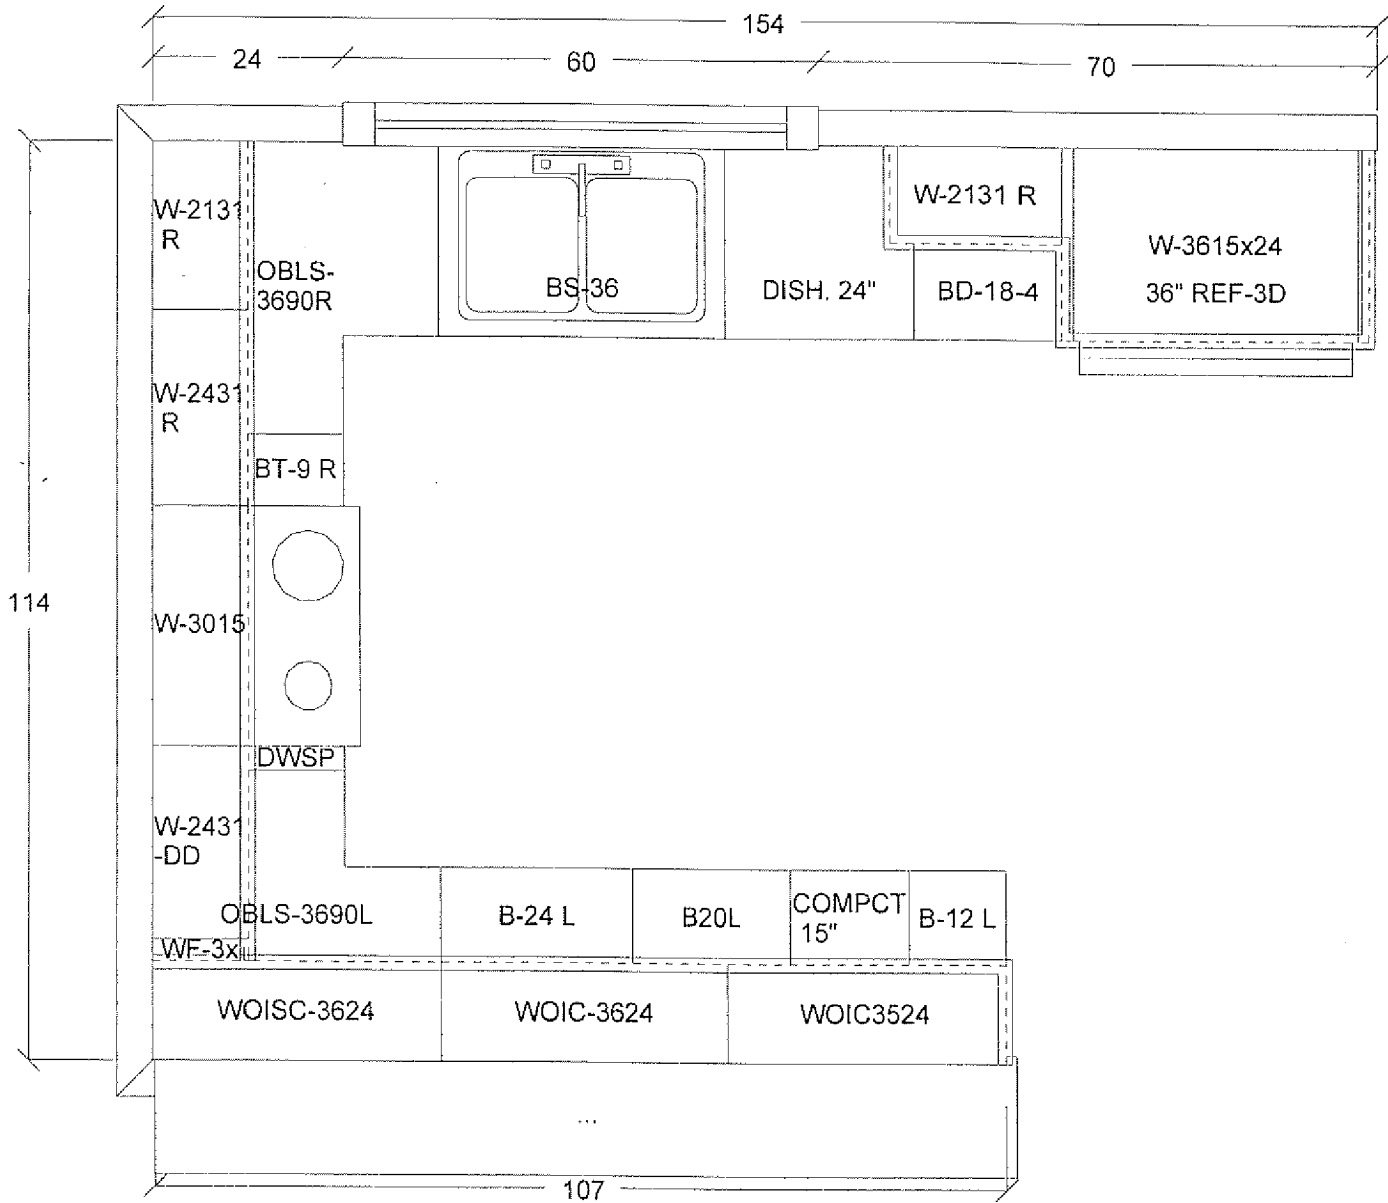 154
24
60
70
W-2131
R
W-2131 R
OBLS-
3690R
BS-36
DISH. 24"
BD-18-4
W-3615x24
36" REF-3D
W-2431
R
BT-9 R
114
W-3015
DWSP
W-2431
-DD
OBLS-3690L
B-24 L
B20L
COMPCT
15"
B-12 L
WF-3x
WOISC-3624
WOIC-3624
WOIC3524
...
107